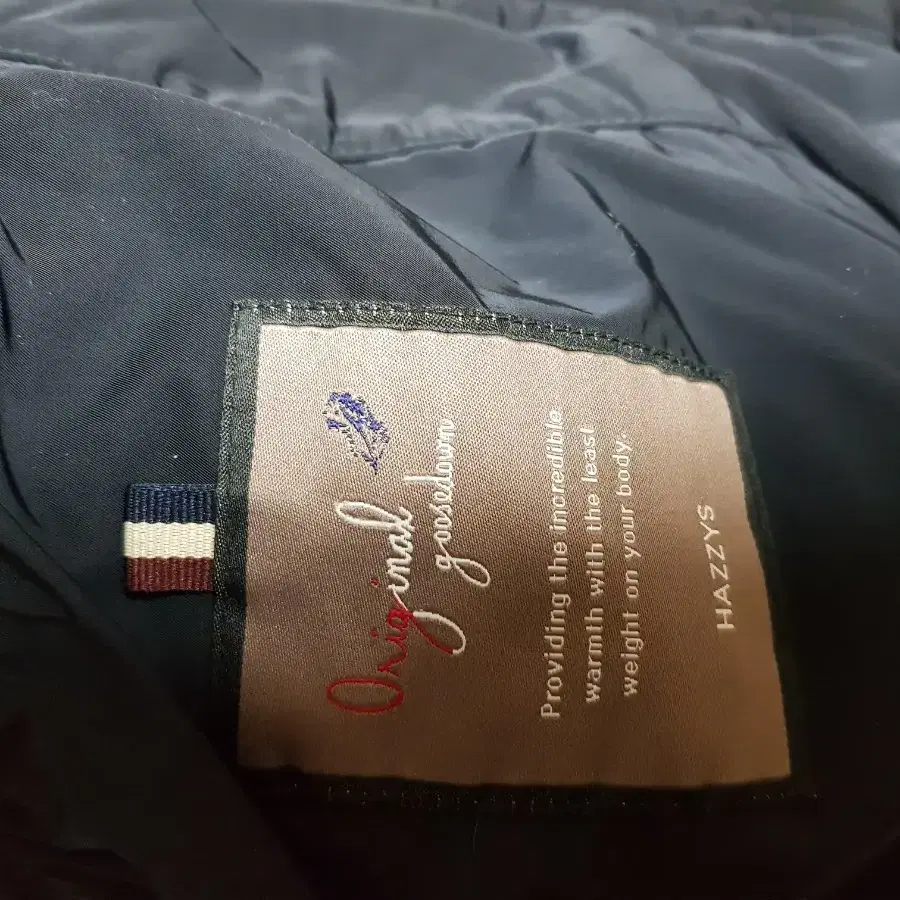 Original
goosedown
Providing the incredible
warmth with the least
weight on your body.
HAZZYS